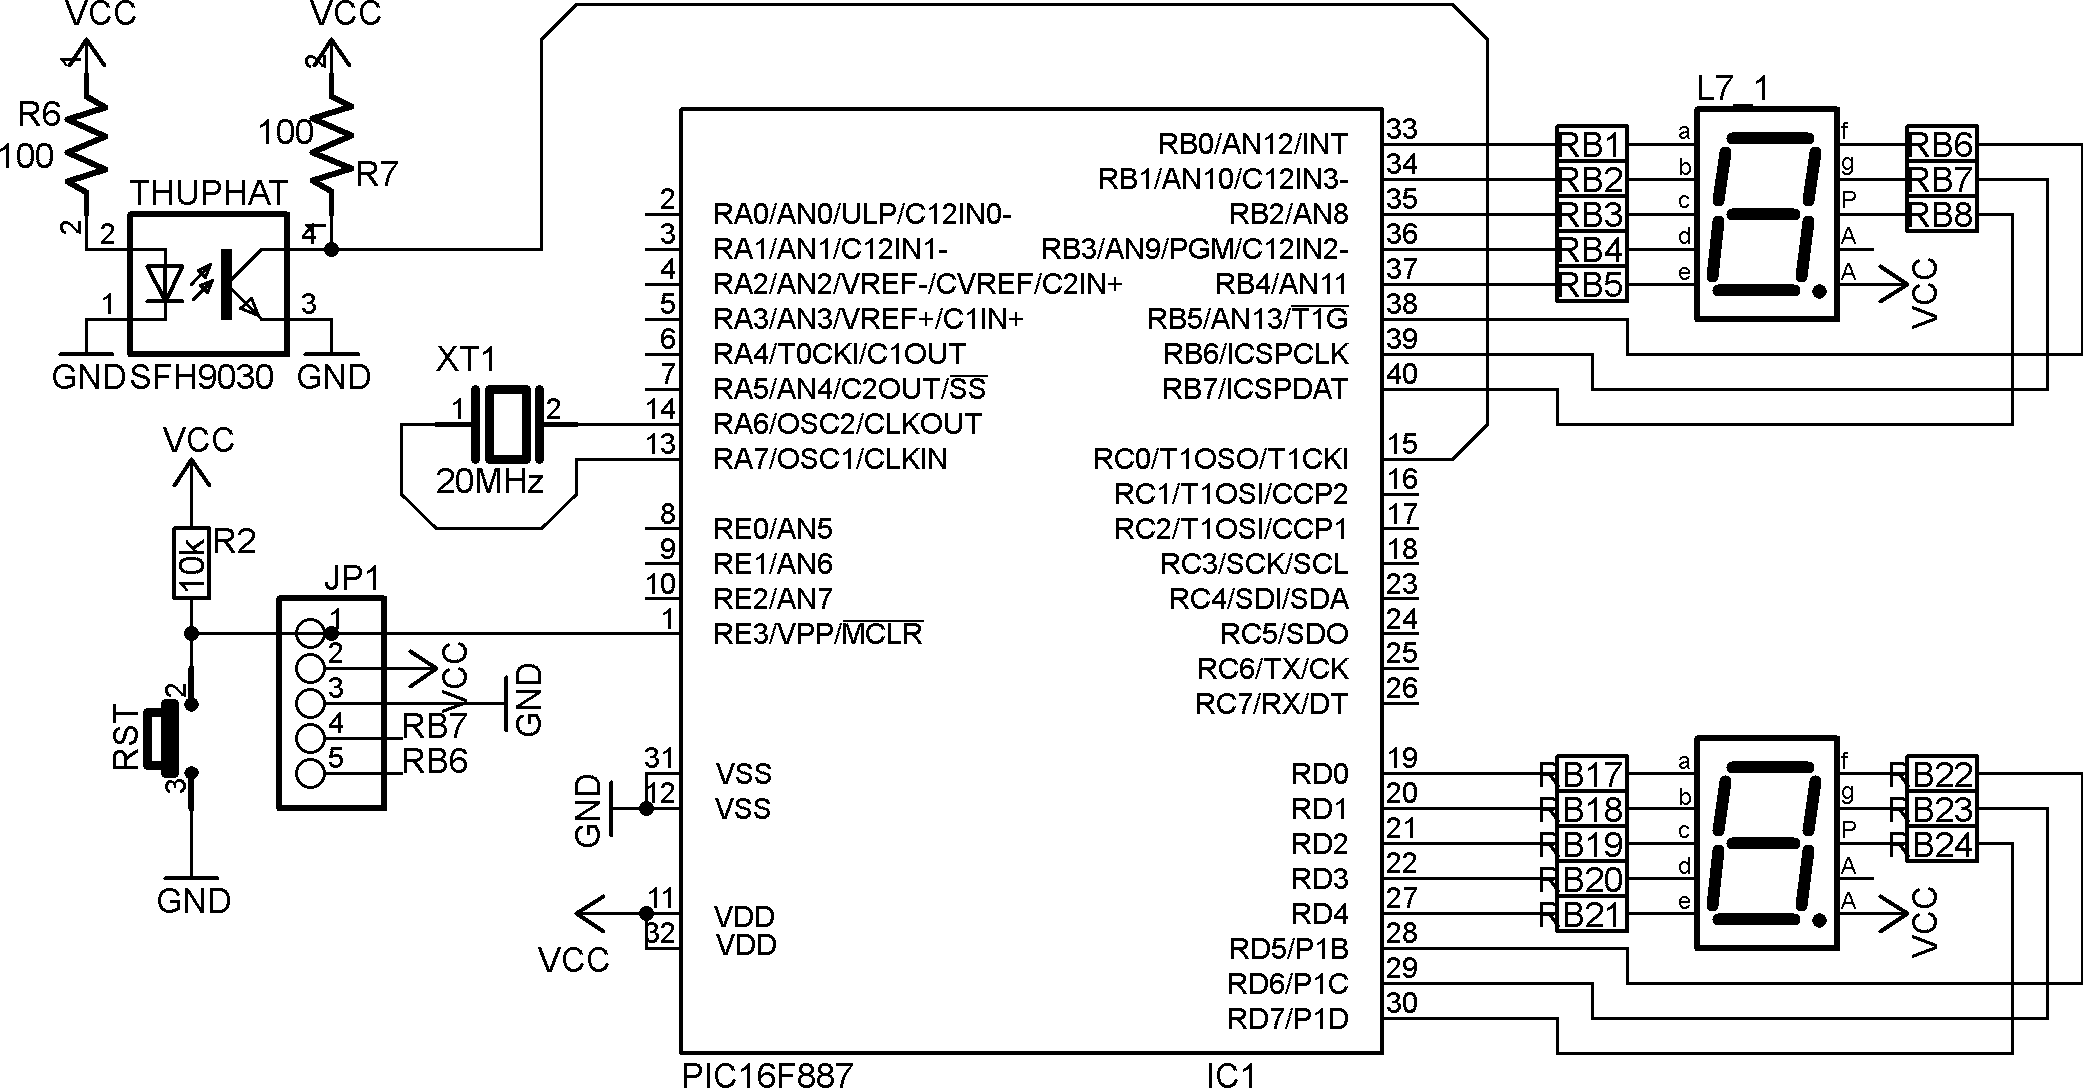 VCC
VCC
1
2
R6
100
100
R7
2
1
THUPHAT
2
4
1
3
GND
SFH9030
GND
XT1
1
2
20MHz
VCC
R2
10k
JP1
1
2
3
4
5
VCC
VCC
GND
RB7
RB6
RST
2
3
GND
2 RA0/AN0/ULP/C12IN0-
3 RA1/AN1/C12IN1-
4 RA2/AN2/VREF-/CVREF/C2IN+
5 RA3/AN3/VREF+/C1IN+
6 RA4/T0CKI/C1OUT
7 RA5/AN4/C2OUT/SS
14 RA6/OSC2/CLKOUT
13 RA7/OSC1/CLKIN
8 RE0/AN5
9 RE1/AN6
10 RE2/AN7
1 RE3/VPP/MCLR
GND
31 VSS
12 VSS
VCC
11 VDD
32 VDD
RB0/AN12/INT 33
RB1/AN10/C12IN3- 34
RB2/AN8 35
RB3/AN9/PGM/C12IN2- 36
RB4/AN11 37
RB5/AN13/T1G 38
RB6/ICSPCLK 39
RB7/ICSPDAT 40
RC0/T1OSO/T1CKI 15
RC1/T1OSI/CCP2 16
RC2/T1OSI/CCP1 17
RC3/SCK/SCL 18
RC4/SDI/SDA 23
RC5/SDO 24
RC6/TX/CK 25
RC7/RX/DT 26
RD0 19
RD1 20
RD2 21
RD3 22
RD4 27
RD5/P1B 28
RD6/P1C 29
RD7/P1D 30
PIC16F887 IC1
L7_1
RB1 a f RB6
RB2 b g RB7
RB3 c P RB8
RB4 d A
RB5 e A
VCC
RB17 a f RB22
RB18 b g RB23
RB19 c P RB24
RB20 d A
RB21 e A
VCC